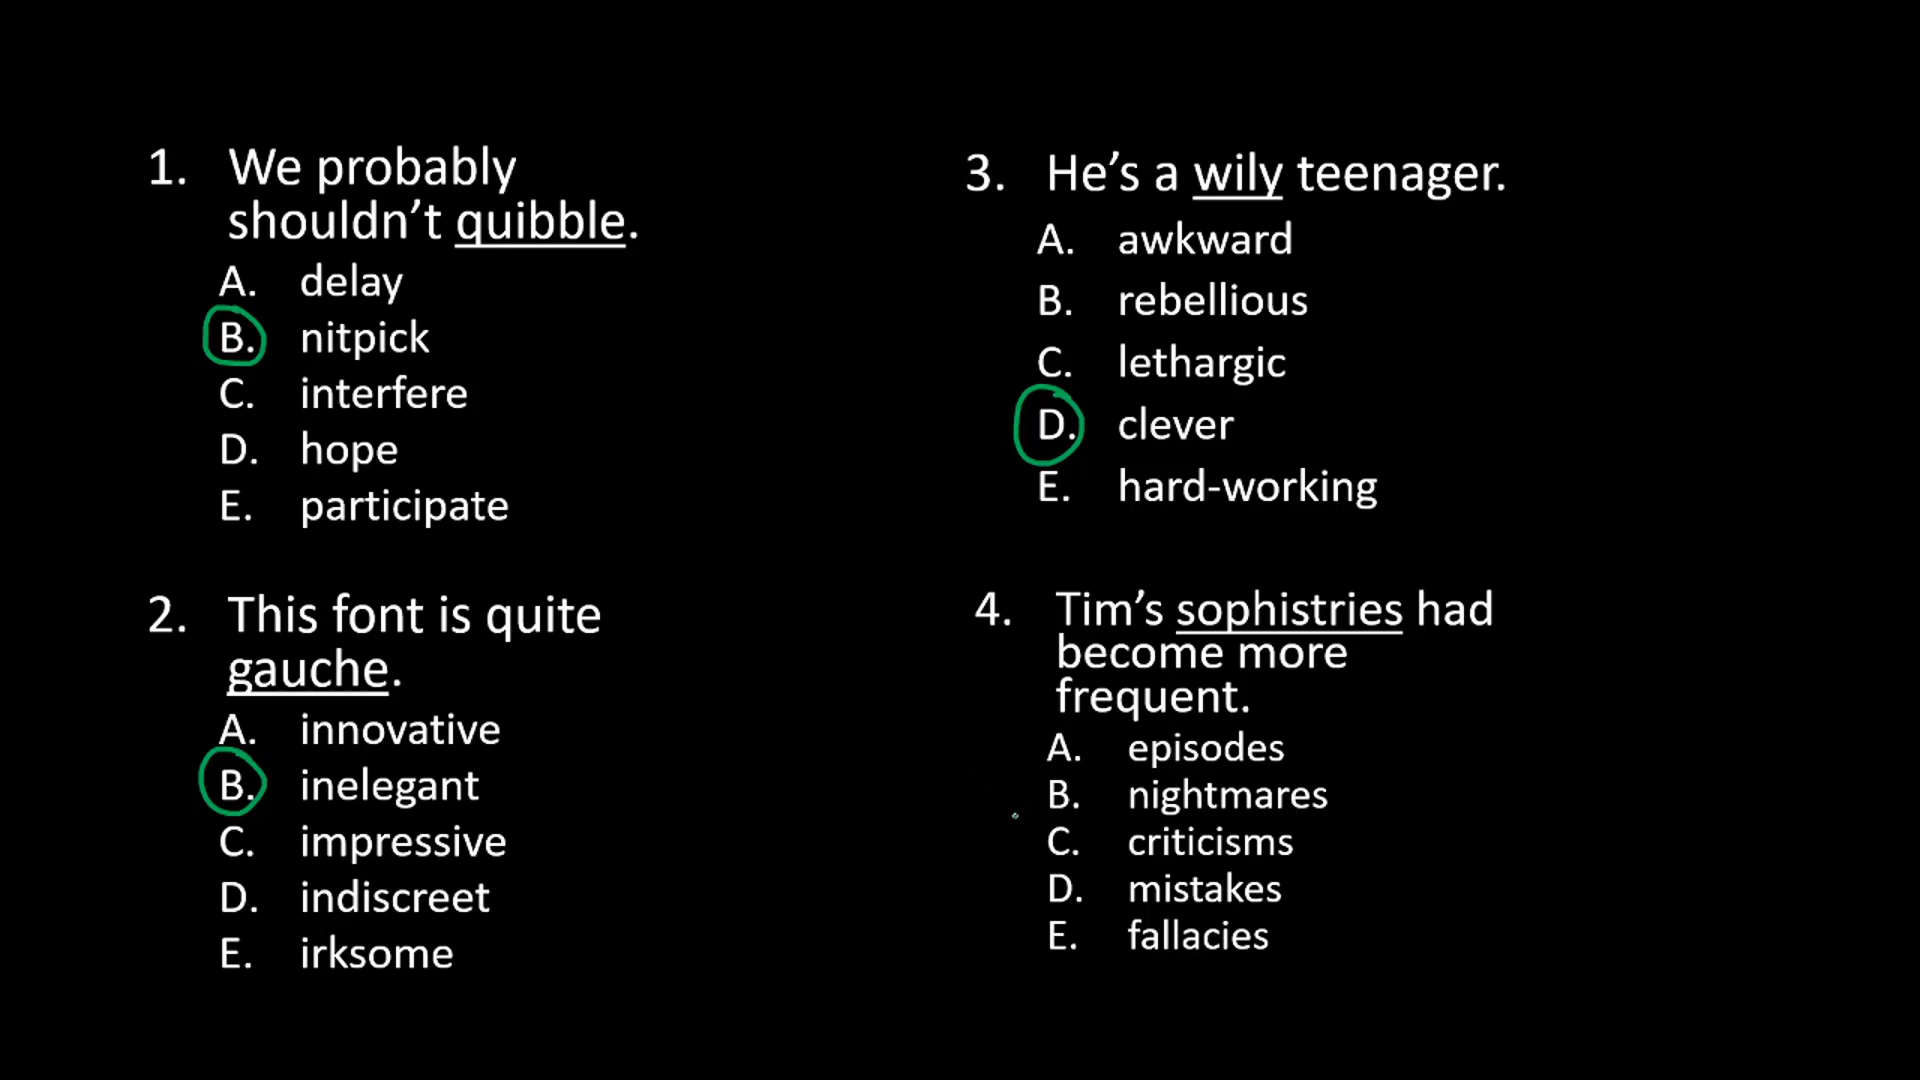 1. We probably
shouldn’t quibble.
A. delay
B. nitpick
C. interfere
D. hope
E. participate
2. This font is quite
gauche.
A. innovative
B. inelegant
C. impressive
D. indiscreet
E. irksome
3. He’s a wily teenager.
A. awkward
B. rebellious
C. lethargic
D. clever
E. hard-working
4. Tim’s sophistries had
become more
frequent.
A. episodes
B. nightmares
C. criticisms
D. mistakes
E. fallacies